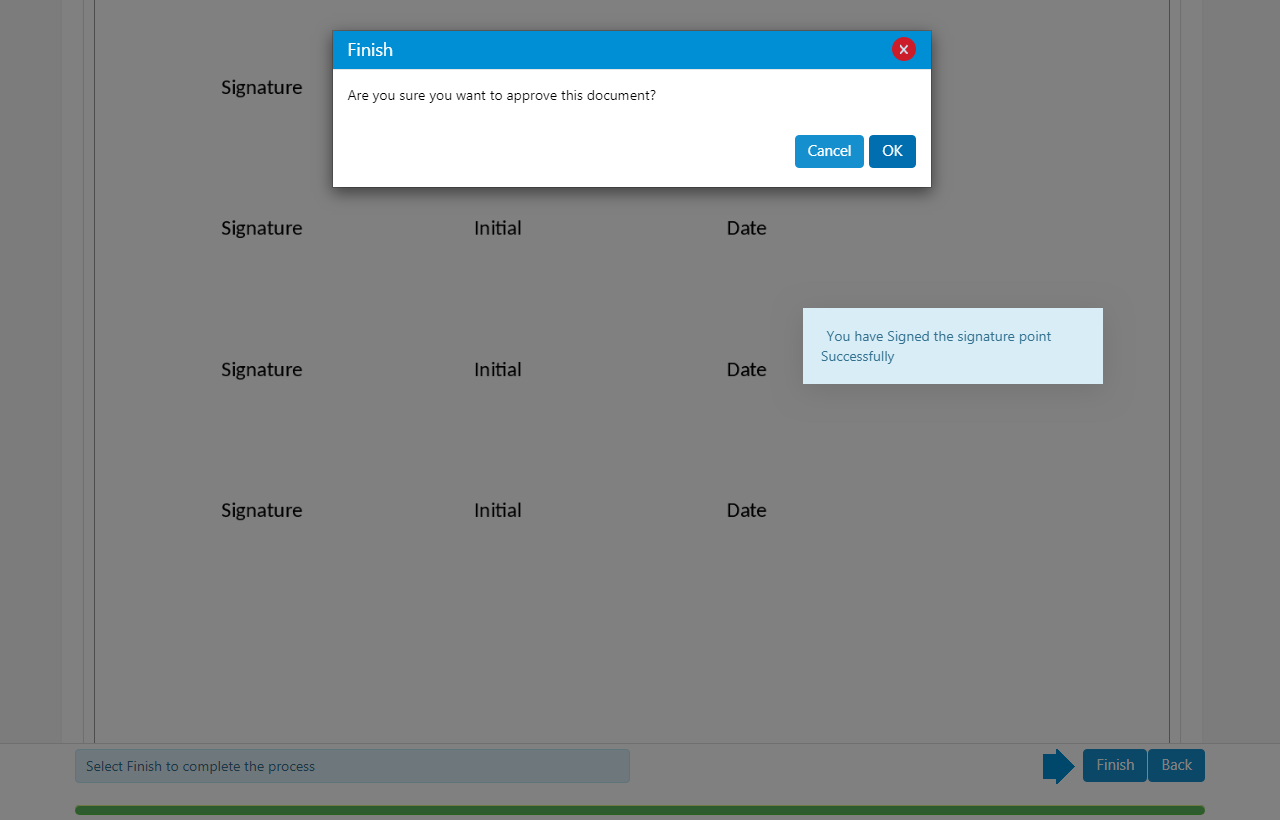 Finish
Are you sure you want to approve this document?
Cancel OK
Signature
Signature Initial Date
You have Signed the signature point
Successfully
Signature Initial Date
Signature Initial Date
Select Finish to complete the process
Finish Back